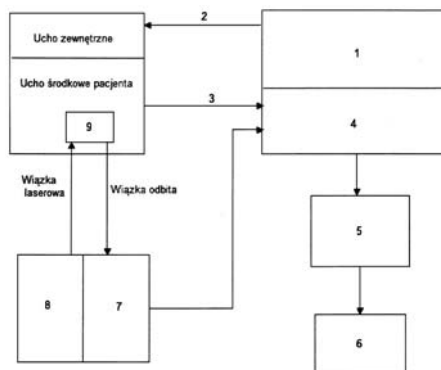 Ucho zewnętrzne
2
1
Ucho środkowe pacjenta
3
9
4
Wiązka
laserowa
Wiązka odbita
5
8
7
6